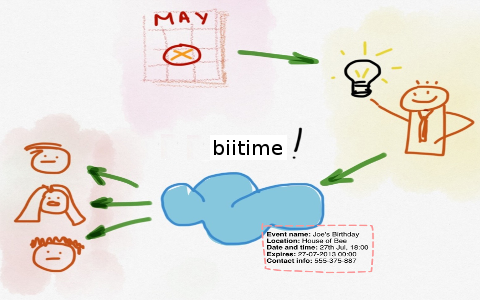 MAY
biitime!
Event name: Joe's Birthday
Location: House of Bee
Date and time: 27th Jul, 18:00
Expires: 27-07-2013 00:00
Contact info: 555-375-887